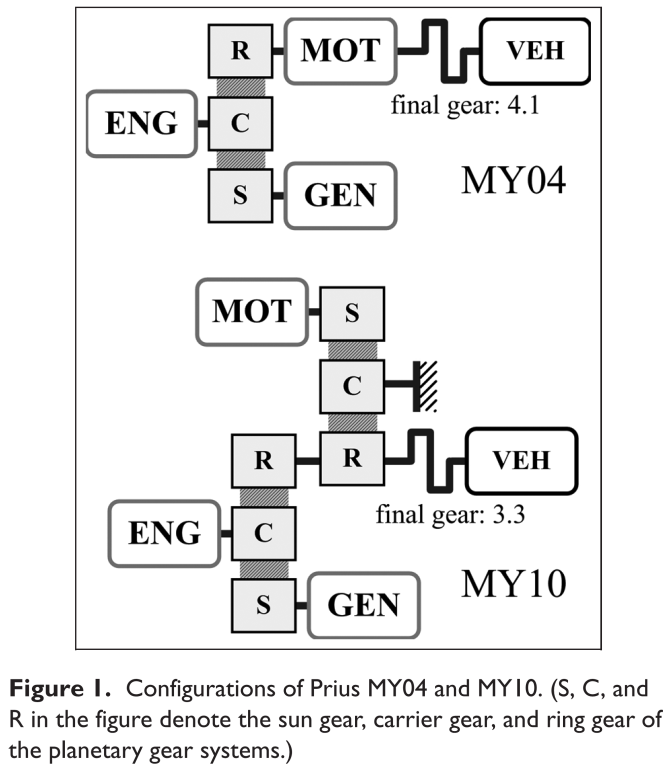 R MOT VEH
final gear: 4.1
ENG C
MY04
S GEN
MOT S
C
R R VEH
final gear: 3.3
ENG C
MY10
S GEN
Figure 1. Configurations of Prius MY04 and MY10. (S, C, and
R in the figure denote the sun gear, carrier gear, and ring gear of
the planetary gear systems.)